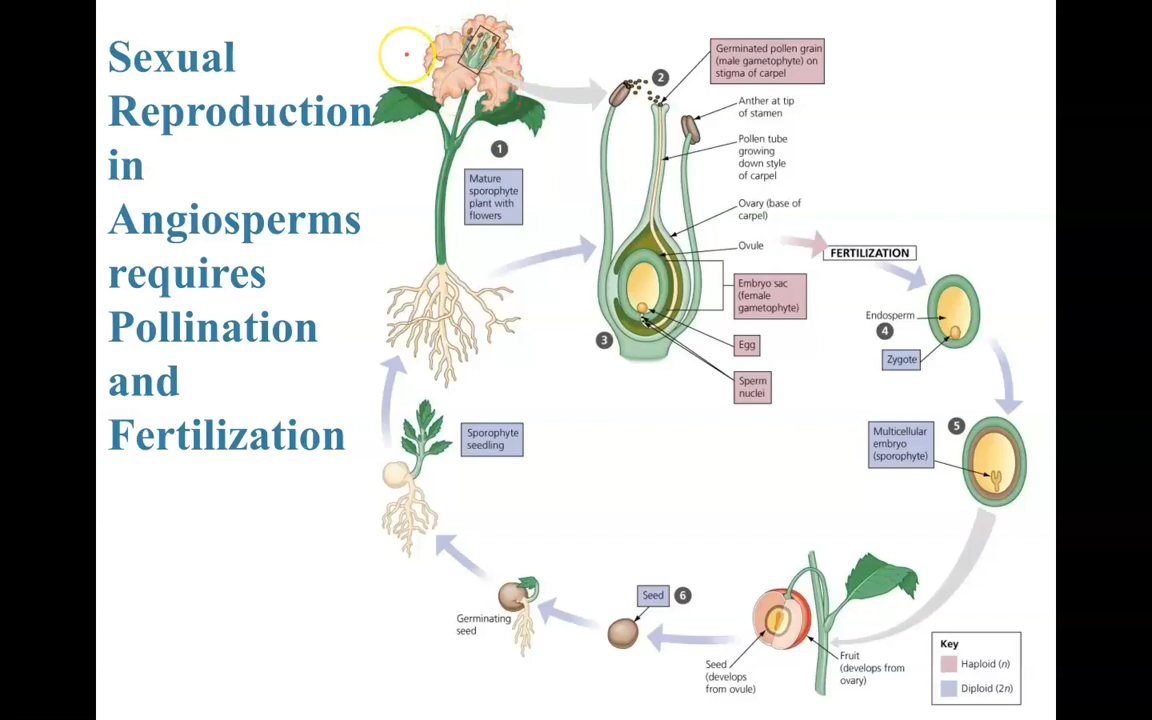 Sexual
Reproduction
in
Angiosperms
requires
Pollination
and
Fertilization
1
Mature
sporophyte
plant with
flowers
2
Germinated pollen grain
(male gametophyte) on
stigma of carpel
Anther at tip
of stamen
Pollen tube
growing
down style
of carpel
Ovary (base of
carpel)
Ovule
FERTILIZATION
Embryo sac
(female
gametophyte)
3
Egg
Sperm
nuclei
Endosperm
4
Zygote
5
Multicellular
embryo
(sporophyte)
Sporophyte
seedling
Seed
6
Germinating
seed
Seed
(develops
from ovule)
Fruit
(develops from
ovary)
Key
Haploid (n)
Diploid (2n)